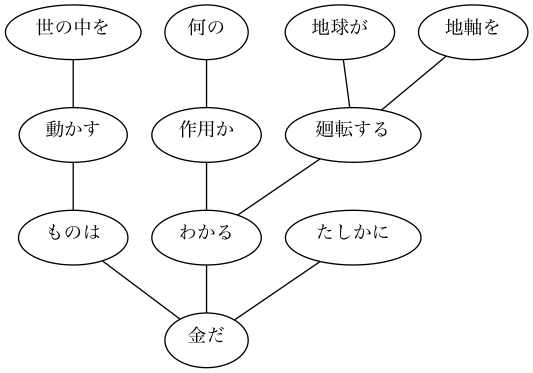 世の中を 何の 地球が 地軸を
動かす 作用か 廻転する
ものは わかる たしかに
金だ